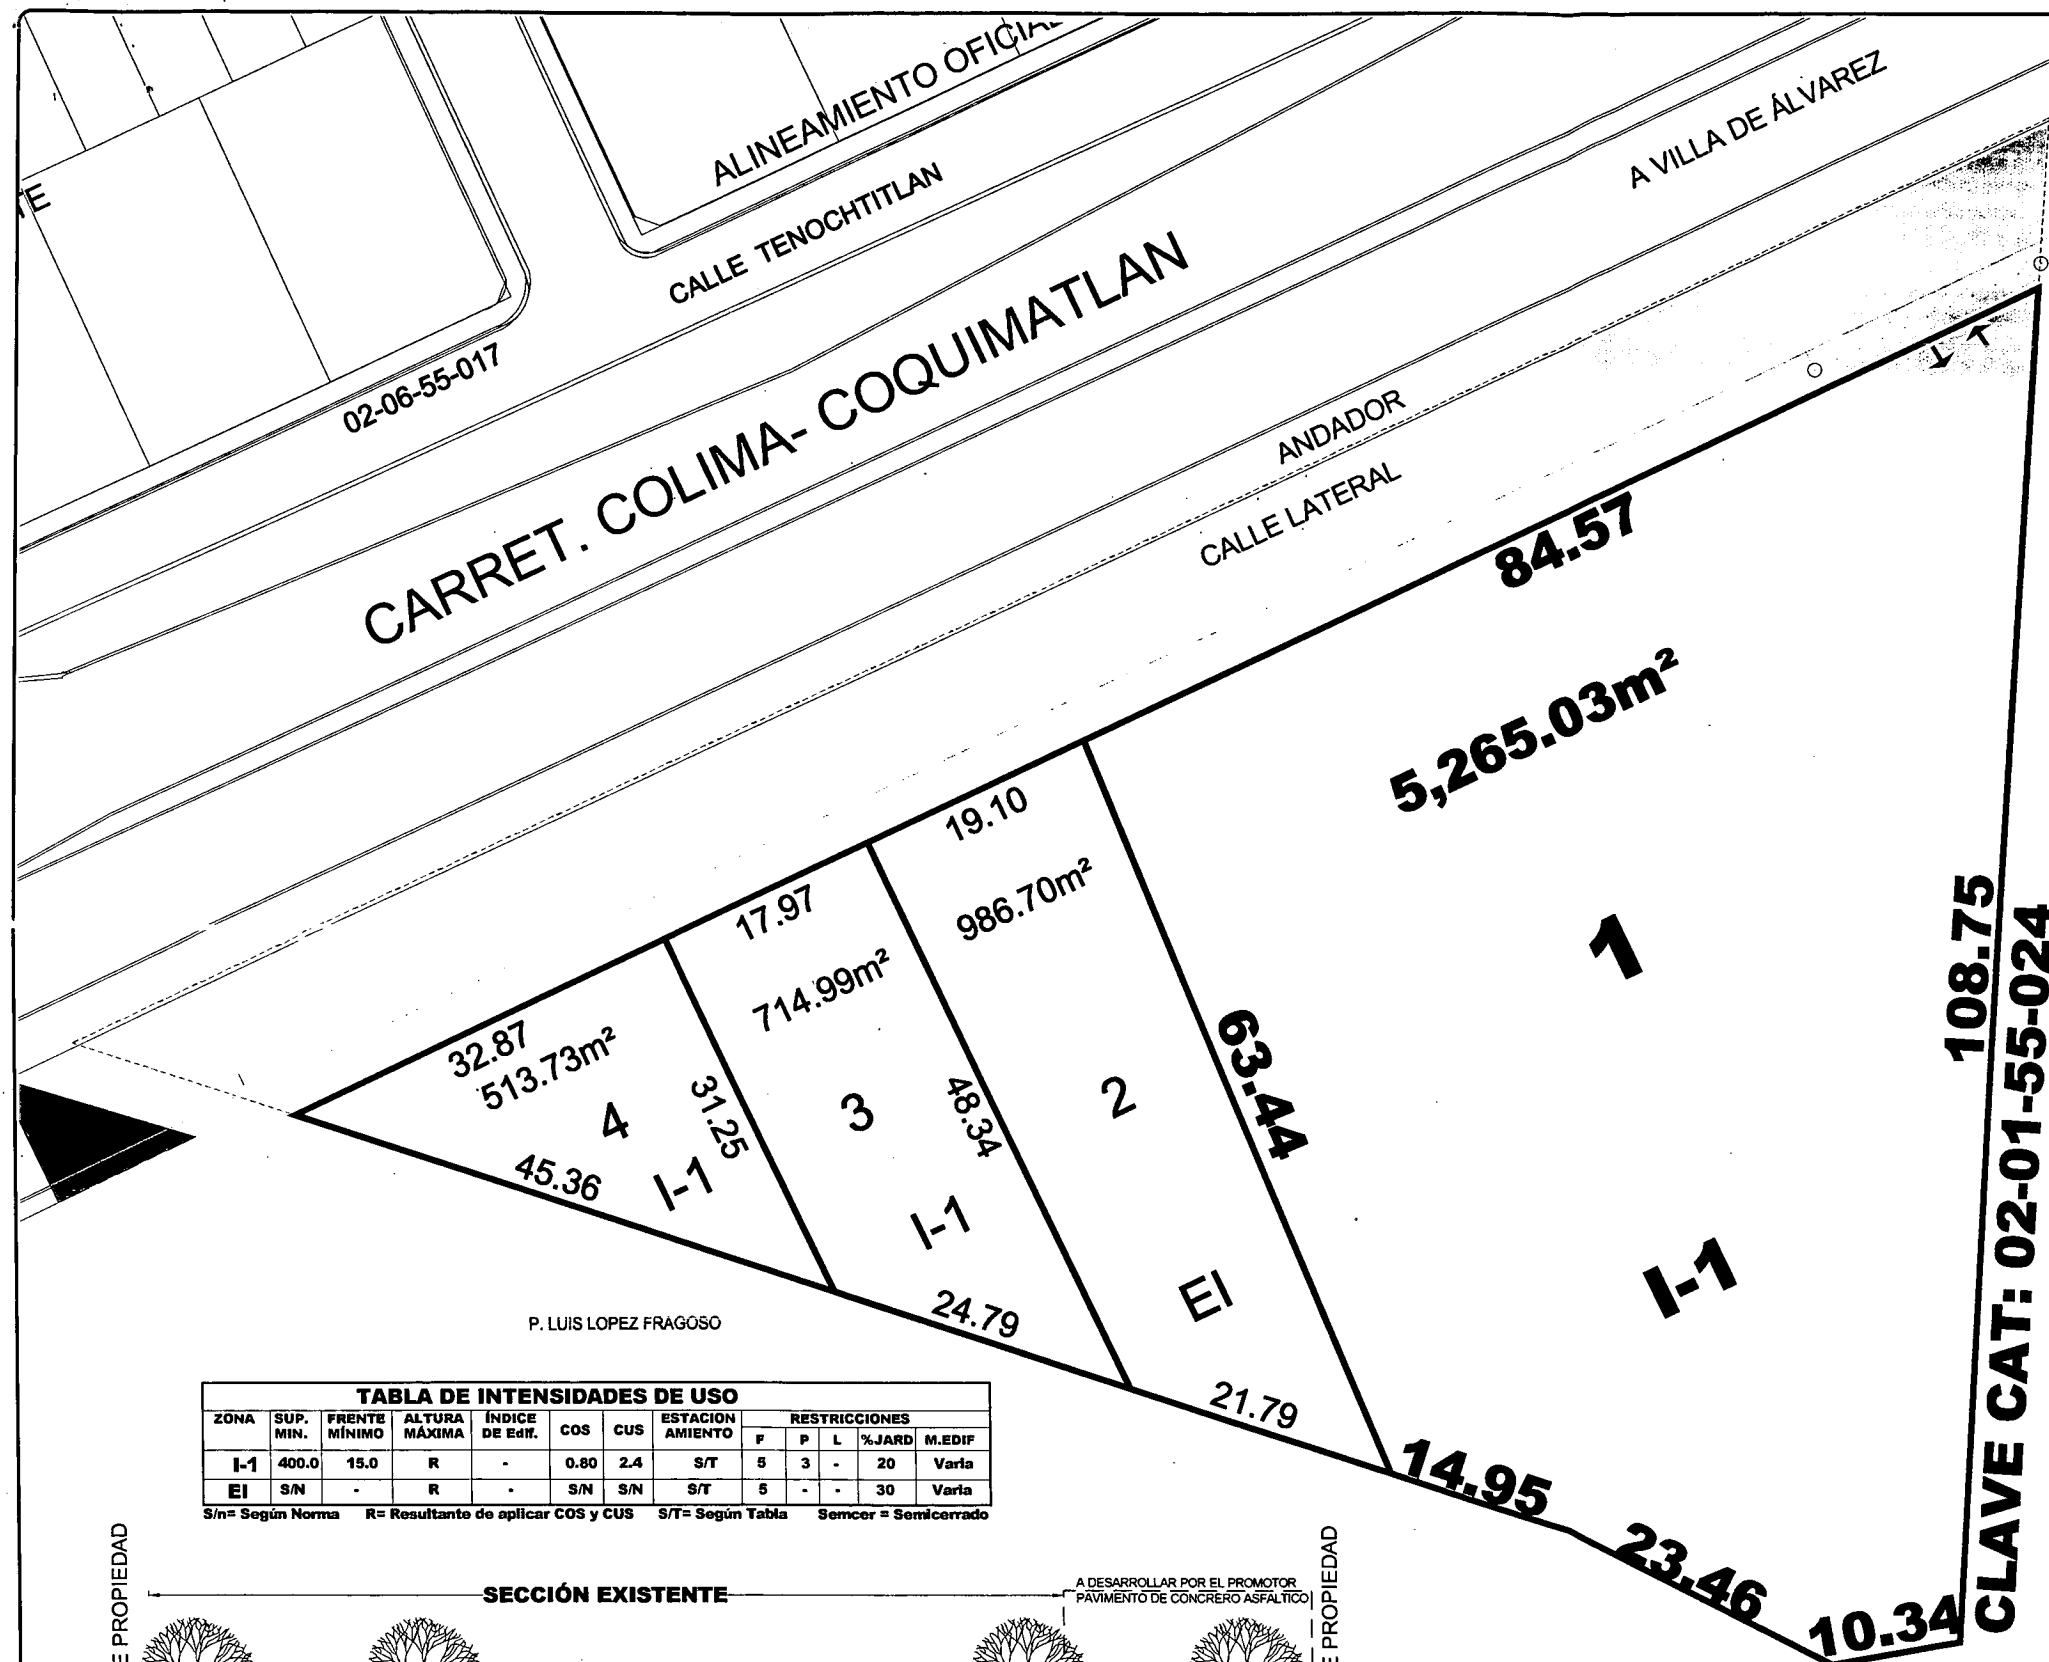 ALINEAMIENTO OFICIAL
A VILLA DE ÁLVAREZ
TE
CALLE TENOCHTITLAN
02-06-55-017
CARRET. COLIMA- COQUIMATLAN
ANDADOR
CALLE LATERAL
84.57
5,265.03m²
1
I-1
108.75
CLAVE CAT: 02-01-55-024
19.10
986.70m²
2
EI
63.44
17.97
714.99m²
3
I-1
48.34
32.87
513.73m²
4
I-1
31.25
45.36
24.79
21.79
14.95
23.46
10.34
P. LUIS LOPEZ FRAGOSO
TABLA DE INTENSIDADES DE USO
ZONA SUP. MIN. FRENTE MÍNIMO ALTURA MÁXIMA ÍNDICE DE Edif. COS CUS ESTACION AMIENTO RESTRICCIONES
F P L %JARD M.EDIF
I-1 400.0 15.0 R - 0.80 2.4 S/T 5 3 - 20 Varia
EI S/N - R - S/N S/N S/T 5 - - 30 Varia
S/n= Según Norma R= Resultante de aplicar COS y CUS S/T= Según Tabla Semcer = Semicerrado
E PROPIEDAD
SECCIÓN EXISTENTE
A DESARROLLAR POR EL PROMOTOR
PAVIMENTO DE CONCRERO ASFALTICO
E PROPIEDAD